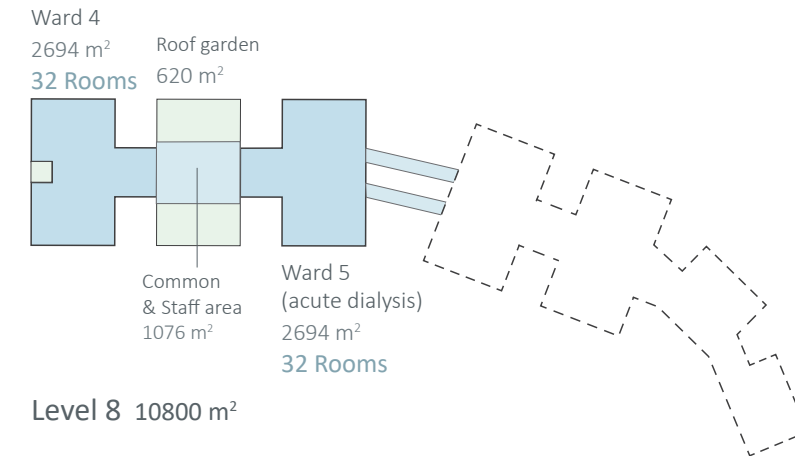 Ward 4
2694 m²
32 Rooms
Roof garden
620 m²
Common
& Staff area
1076 m²
Ward 5
(acute dialysis)
2694 m²
32 Rooms
Level 8 10800 m²